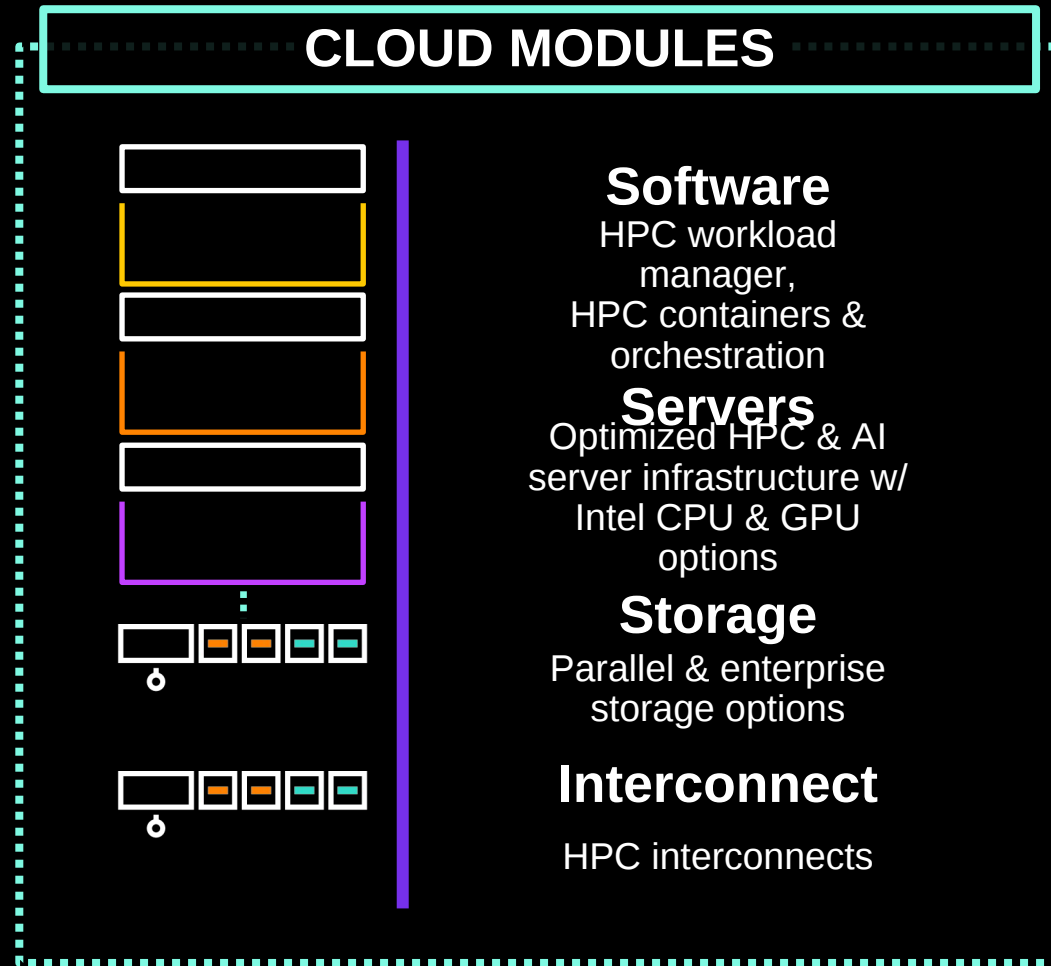 CLOUD MODULES
Software
HPC workload
manager,
HPC containers &
orchestration
Servers
Optimized HPC & AI
server infrastructure w/
Intel CPU & GPU
options
Storage
Parallel & enterprise
storage options
Interconnect
HPC interconnects